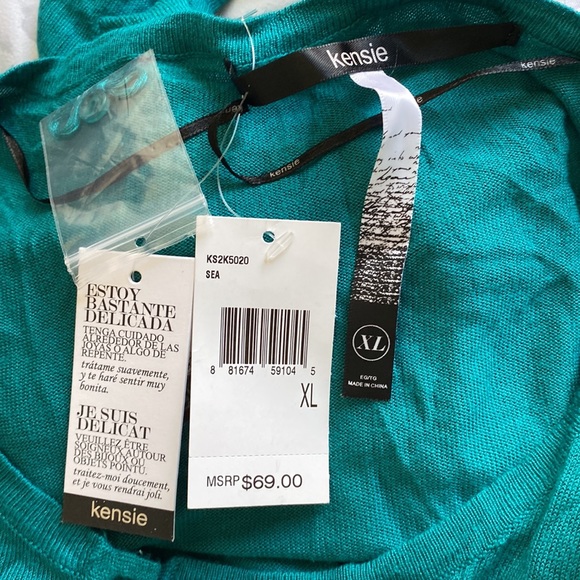 kensie
kensie
kensie
XL
EG/TG
MADE IN CHINA
KS2K5020
SEA
8 81674 59104 5
XL
MSRP $69.00
ESTOY
BASTANTE
DELICADA
TENGA CUIDADO
ALREDEDOR DE LAS
JOYAS O ALGO DE
REPENTE.
trátame suavemente,
y te haré sentir muy
bonita.
JE SUIS
DÉLICAT
VEUILLEZ ÊTRE
SOIGNEUX AUTOUR
DES BIJOUX OU
OBJETS POINTU.
traitez-moi doucement,
et je vous rendrai joli.
kensie